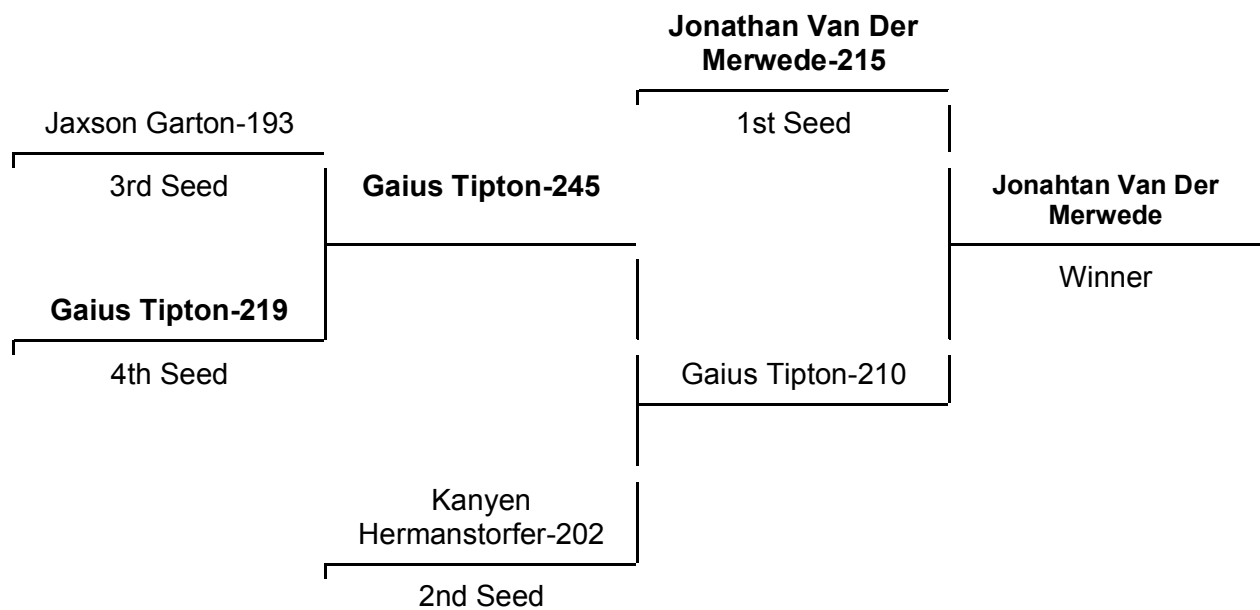 Jonathan Van Der
Merwede-215
Jaxson Garton-193
1st Seed
3rd Seed
Gaius Tipton-245
Jonahtan Van Der
Merwede
Winner
Gaius Tipton-219
4th Seed
Gaius Tipton-210
Kanyen
Hermanstorfer-202
2nd Seed